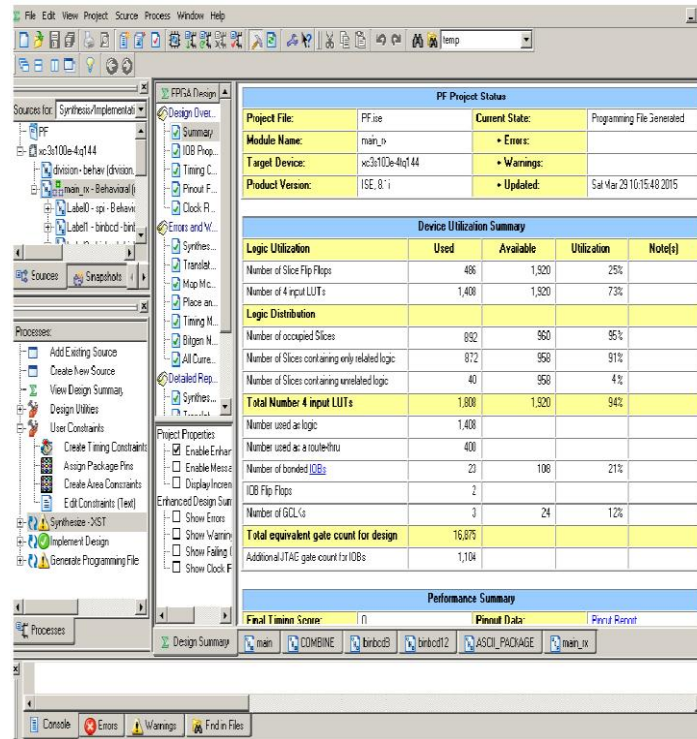 File Edit View Project Source Process Window Help
temp
Sources for: Synthesis/Implementati
PF
xc3s100e-4tq144
division - behav (division.
main_rx - Behavioral (
Label0 - spi - Behavi
Label1 - binbcd - bin
Sources Snapshots
Processes:
Add Existing Source
Create New Source
View Design Summary
Design Utilities
User Constraints
Create Timing Constraints
Assign Package Pins
Create Area Constraints
Edit Constraints (Text)
Synthesize - XST
Implement Design
Generate Programming File
Processes
FPGA Design
Design Over...
Summary
IOB Prop...
Timing C...
Pinout F...
Clock R...
Errors and W...
Synthes...
Translat...
Map Mc...
Place an...
Timing M...
Bitgen N...
All Curre...
Detailed Rep...
Synthes...
Project Properties
Enable Enhar
Enable Messa
Display Incren
Enhanced Design Sum
Show Errors
Show Warnin
Show Failing
Show Clock F
Design Summary
PF Project Status
Project File: PF.ise Current State: Programming File Generated
Module Name: main_rx • Errors:
Target Device: xc3s100e-4tq144 • Warnings:
Product Version: ISE, 8.1i • Updated: Sat Mar 29 10:15:48 2015
Device Utilization Summary
Logic Utilization Used Available Utilization Note(s)
Number of Slice Flip Flops 486 1,920 25%
Number of 4 input LUTs 1,408 1,920 73%
Logic Distribution
Number of occupied Slices 892 960 95%
Number of Slices containing only related logic 872 958 91%
Number of Slices containing unrelated logic 40 958 4%
Total Number 4 input LUTs 1,808 1,920 94%
Number used as logic 1,408
Number used as a route-thru 400
Number of bonded IOBs 23 108 21%
IOB Flip Flops 2
Number of GCLKs 3 24 12%
Total equivalent gate count for design 16,875
Additional JTAG gate count for IOBs 1,104
Performance Summary
Final Timing Score: 0 Pinout Data: Pinout Report
main COMBINE binbcd8 binbcd12 ASCII_PACKAGE main_rx
Console Errors Warnings Find in Files